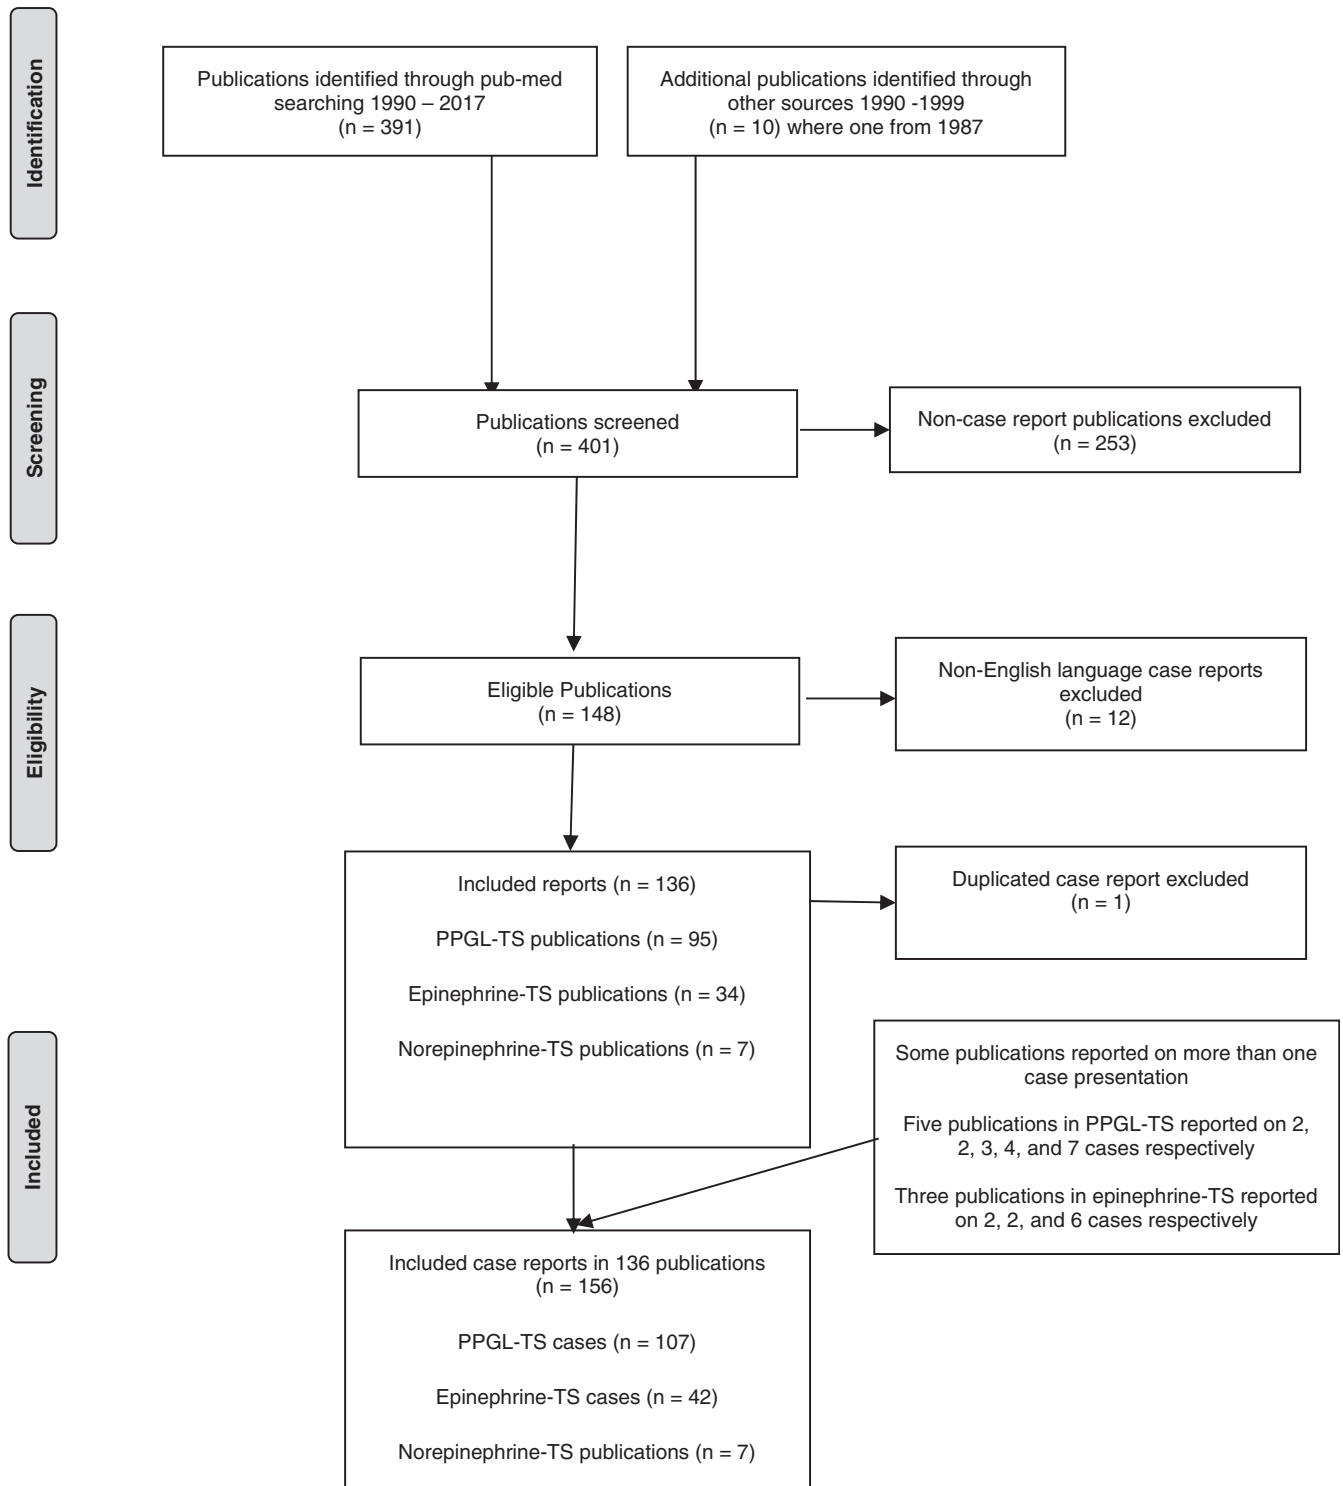 Identification
Publications identified through pub-med
searching 1990 – 2017
(n = 391)
Additional publications identified through
other sources 1990 -1999
(n = 10) where one from 1987
Screening
Publications screened
(n = 401)
Non-case report publications excluded
(n = 253)
Eligibility
Eligible Publications
(n = 148)
Non-English language case reports
excluded
(n = 12)
Included reports (n = 136)
PPGL-TS publications (n = 95)
Epinephrine-TS publications (n = 34)
Norepinephrine-TS publications (n = 7)
Duplicated case report excluded
(n = 1)
Included
Some publications reported on more than one
case presentation
Five publications in PPGL-TS reported on 2,
2, 3, 4, and 7 cases respectively
Three publications in epinephrine-TS reported
on 2, 2, and 6 cases respectively
Included case reports in 136 publications
(n = 156)
PPGL-TS cases (n = 107)
Epinephrine-TS cases (n = 42)
Norepinephrine-TS publications (n = 7)